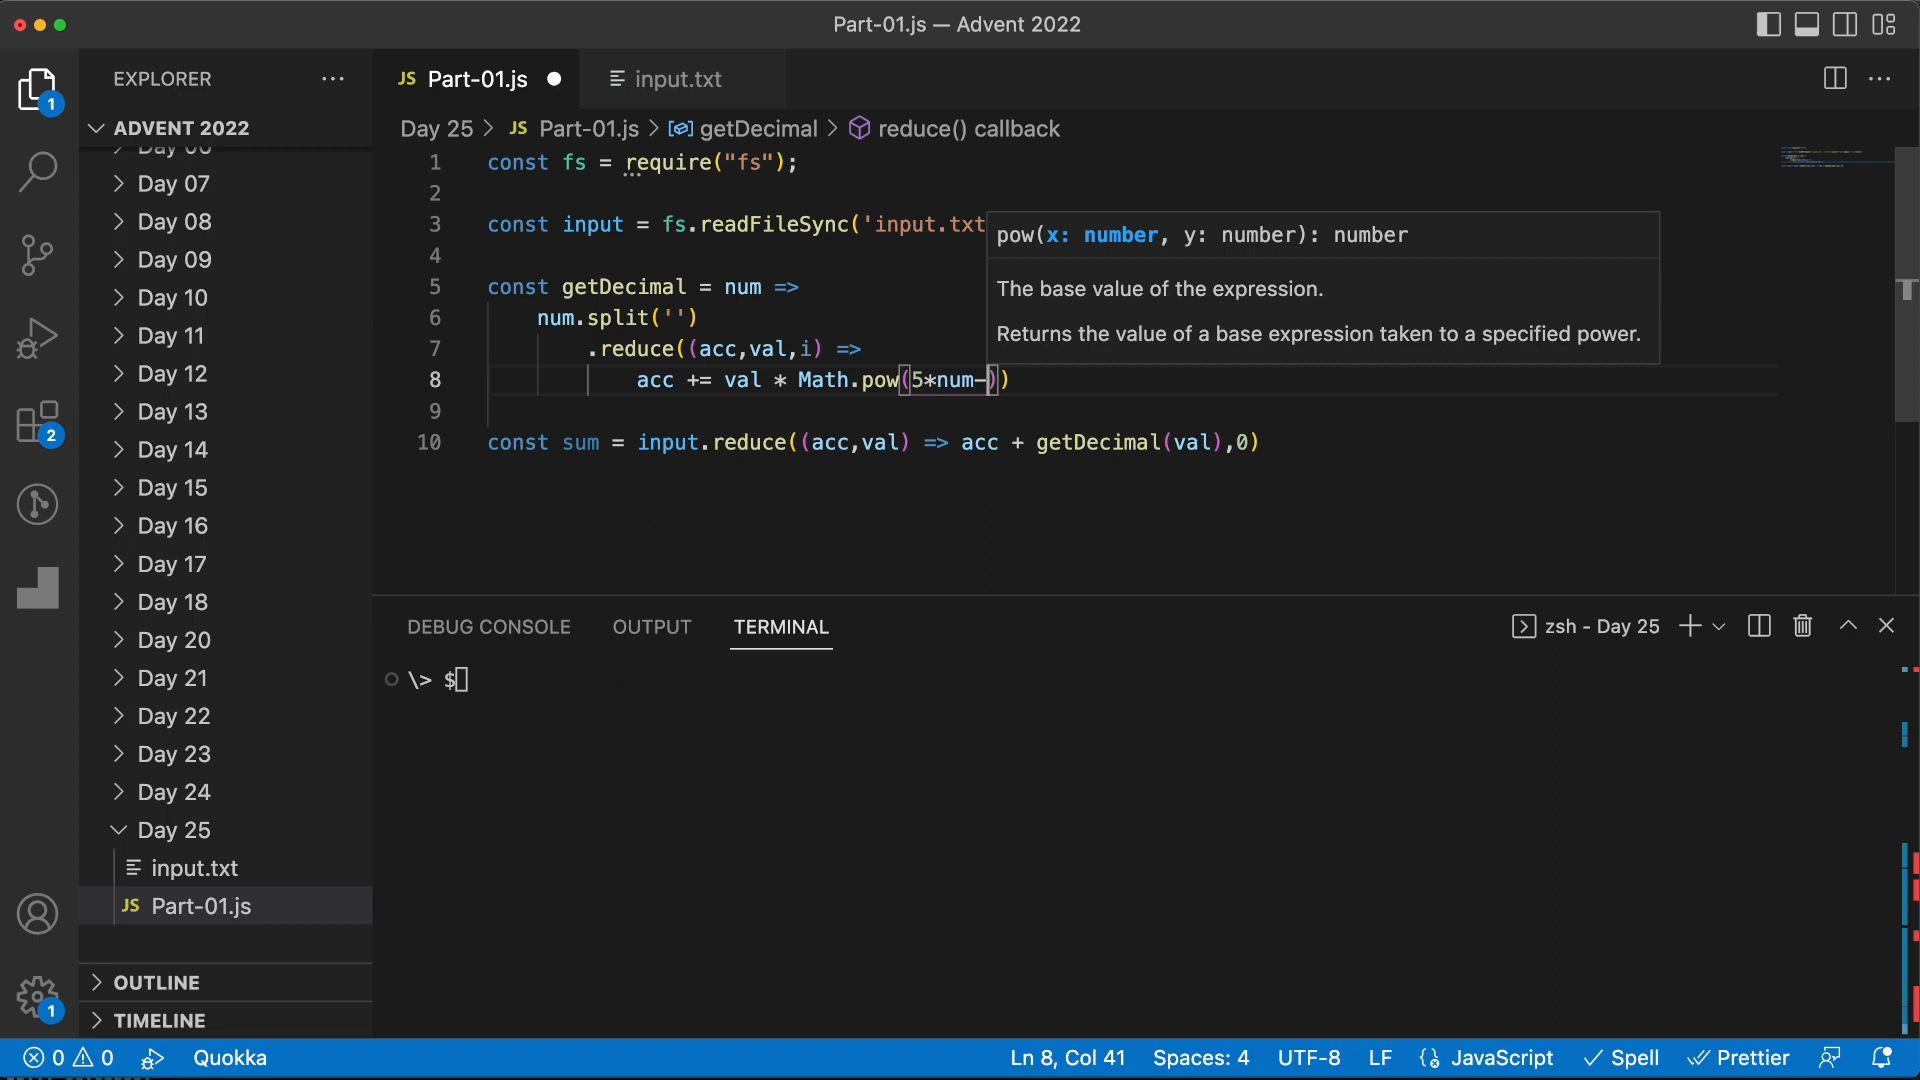 Part-01.js — Advent 2022
EXPLORER
Part-01.js
input.txt
ADVENT 2022
Day 25 > JS Part-01.js > getDecimal > reduce() callback
Day 06
Day 07
Day 08
Day 09
Day 10
Day 11
Day 12
Day 13
Day 14
Day 15
Day 16
Day 17
Day 18
Day 20
Day 21
Day 22
Day 23
Day 24
Day 25
input.txt
JS Part-01.js
OUTLINE
TIMELINE
1 const fs = require("fs");
2
3 const input = fs.readFileSync('input.txt
4
5 const getDecimal = num =>
6 num.split('')
7 .reduce((acc,val,i) =>
8 acc += val * Math.pow(5*num-))
9
10 const sum = input.reduce((acc,val) => acc + getDecimal(val),0)
pow(x: number, y: number): number
The base value of the expression.
Returns the value of a base expression taken to a specified power.
DEBUG CONSOLE OUTPUT TERMINAL
zsh - Day 25
\> $
1
2
1
0 0 Quokka Ln 8, Col 41 Spaces: 4 UTF-8 LF JavaScript Spell Prettier